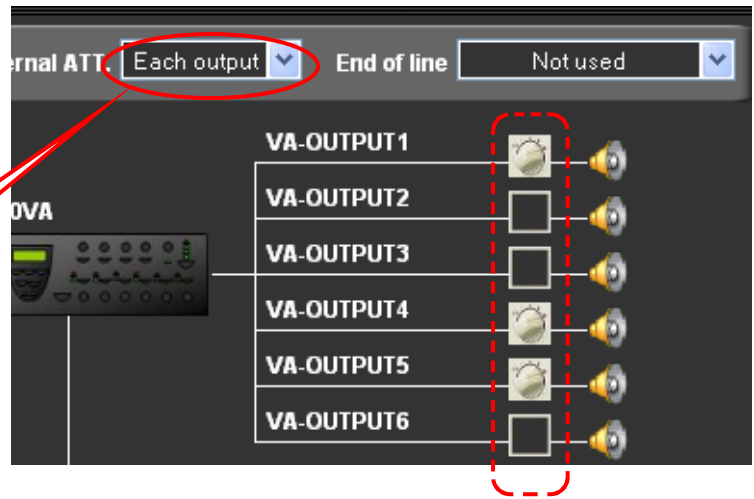 ernal ATT. Each output End of line Not used
VA-OUTPUT1
VA-OUTPUT2
0VA
VA-OUTPUT3
VA-OUTPUT4
VA-OUTPUT5
VA-OUTPUT6